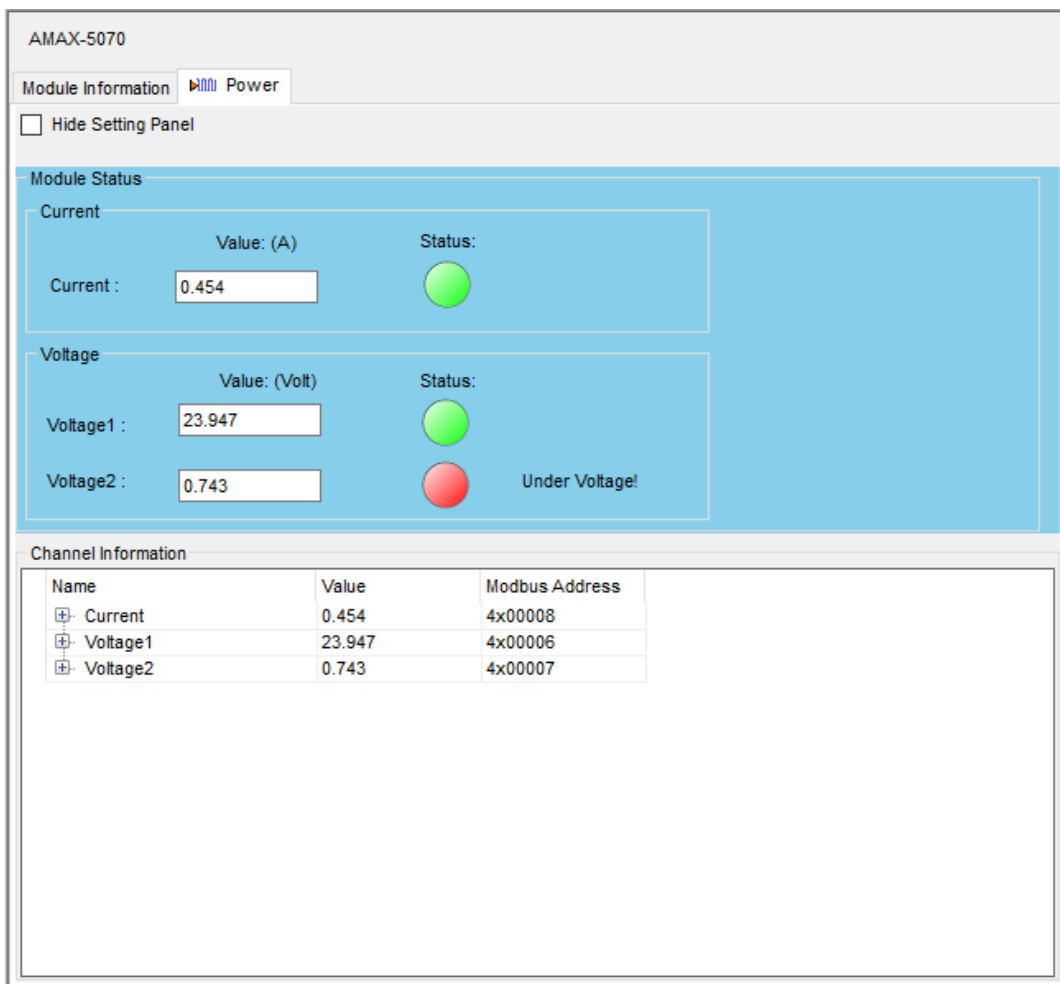 AMAX-5070
Module Information Power
Hide Setting Panel
Module Status
Current
Value: (A) Status:
Current : 0.454
Voltage
Value: (Volt) Status:
Voltage1 : 23.947
Voltage2 : 0.743 Under Voltage!
Channel Information
Name Value Modbus Address
Current 0.454 4x00008
Voltage1 23.947 4x00006
Voltage2 0.743 4x00007